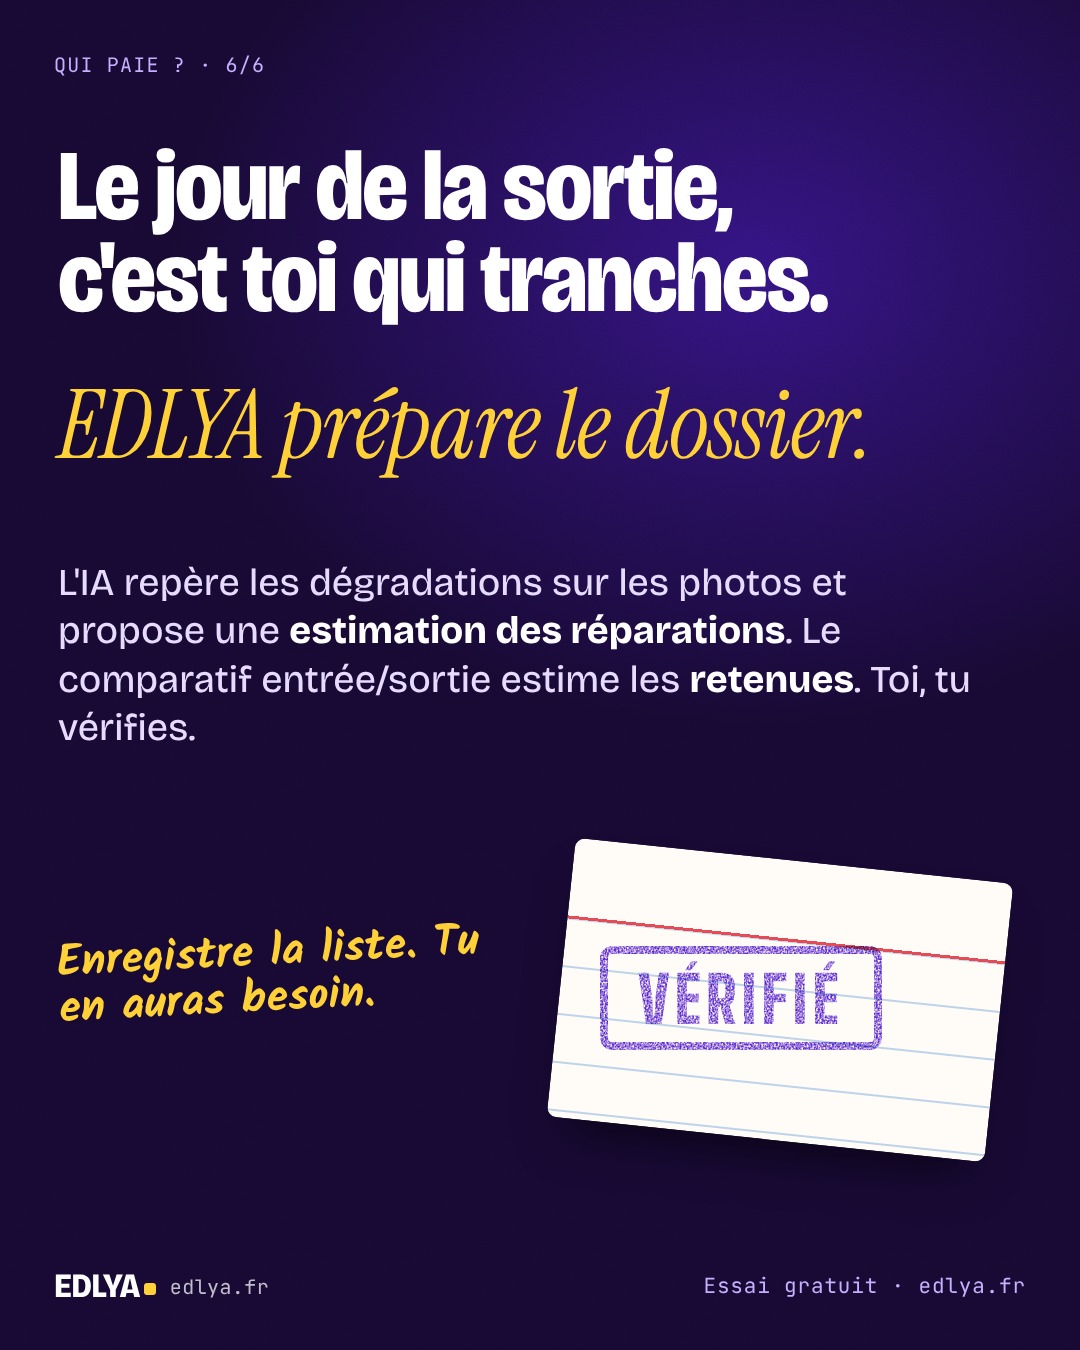 QUI PAIE ? · 6/6
Le jour de la sortie,
c'est toi qui tranches.
EDLYA prépare le dossier.
L'IA repère les dégradations sur les photos et
propose une estimation des réparations. Le
comparatif entrée/sortie estime les retenues. Toi, tu
vérifies.
Enregistre la liste. Tu
en auras besoin.
VÉRIFIÉ
EDLYA edlya.fr
Essai gratuit · edlya.fr